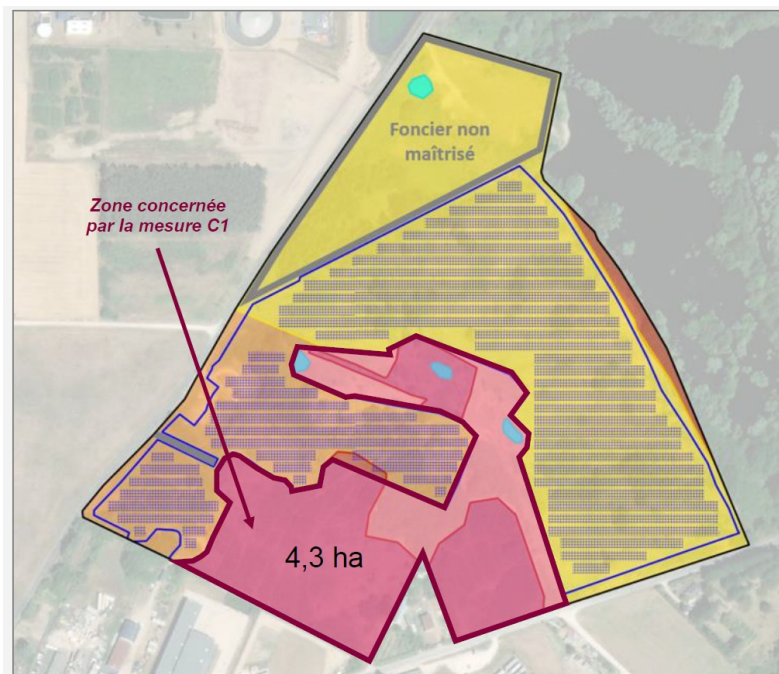 Foncier non
maîtrisé
Zone concernée
par la mesure C1
4,3 ha